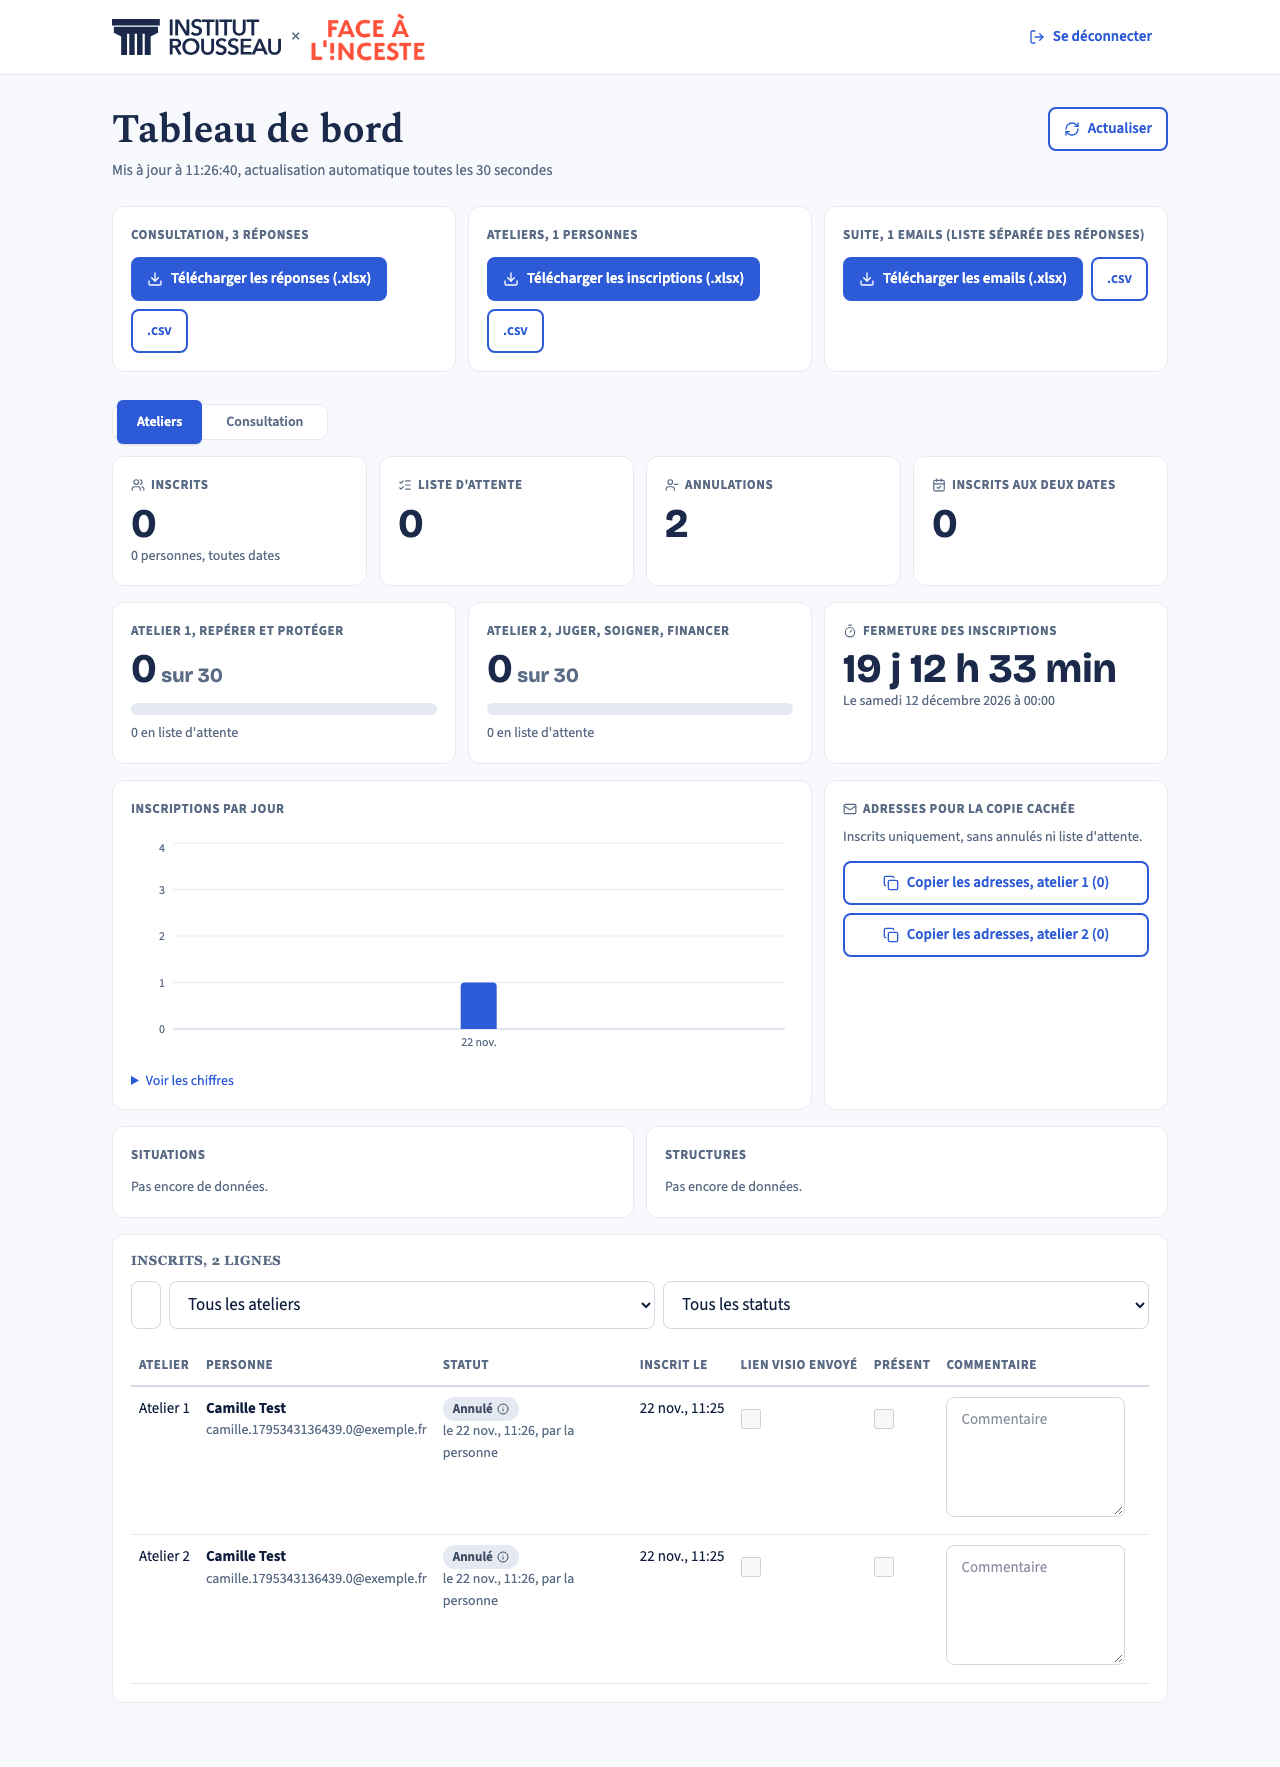 INSTITUT
ROUSSEAU
×
FACE À
L'!NCESTE
Se déconnecter
Tableau de bord
Actualiser
Mis à jour à 11:26:40, actualisation automatique toutes les 30 secondes
CONSULTATION, 3 RÉPONSES
Télécharger les réponses (.xlsx)
.csv
ATELIERS, 1 PERSONNES
Télécharger les inscriptions (.xlsx)
.csv
SUITE, 1 EMAILS (LISTE SÉPARÉE DES RÉPONSES)
Télécharger les emails (.xlsx)
.csv
Ateliers
Consultation
INSCRITS
0
0 personnes, toutes dates
LISTE D'ATTENTE
0
ANNULATIONS
2
INSCRITS AUX DEUX DATES
0
ATELIER 1, REPÉRER ET PROTÉGER
0 sur 30
0 en liste d'attente
ATELIER 2, JUGER, SOIGNER, FINANCER
0 sur 30
0 en liste d'attente
FERMETURE DES INSCRIPTIONS
19 j 12 h 33 min
Le samedi 12 décembre 2026 à 00:00
INSCRIPTIONS PAR JOUR
4
3
2
1
0
22 nov.
Voir les chiffres
ADRESSES POUR LA COPIE CACHÉE
Inscrits uniquement, sans annulés ni liste d'attente.
Copier les adresses, atelier 1 (0)
Copier les adresses, atelier 2 (0)
SITUATIONS
Pas encore de données.
STRUCTURES
Pas encore de données.
INSCRITS, 2 LIGNES
Tous les ateliers
Tous les statuts
ATELIER PERSONNE STATUT INSCRIT LE LIEN VISIO ENVOYÉ PRÉSENT COMMENTAIRE
Atelier 1 Camille Test Annulé 22 nov., 11:25 Commentaire
camille.1795343136439.0@exemple.fr le 22 nov., 11:26, par la
personne
Atelier 2 Camille Test Annulé 22 nov., 11:25 Commentaire
camille.1795343136439.0@exemple.fr le 22 nov., 11:26, par la
personne